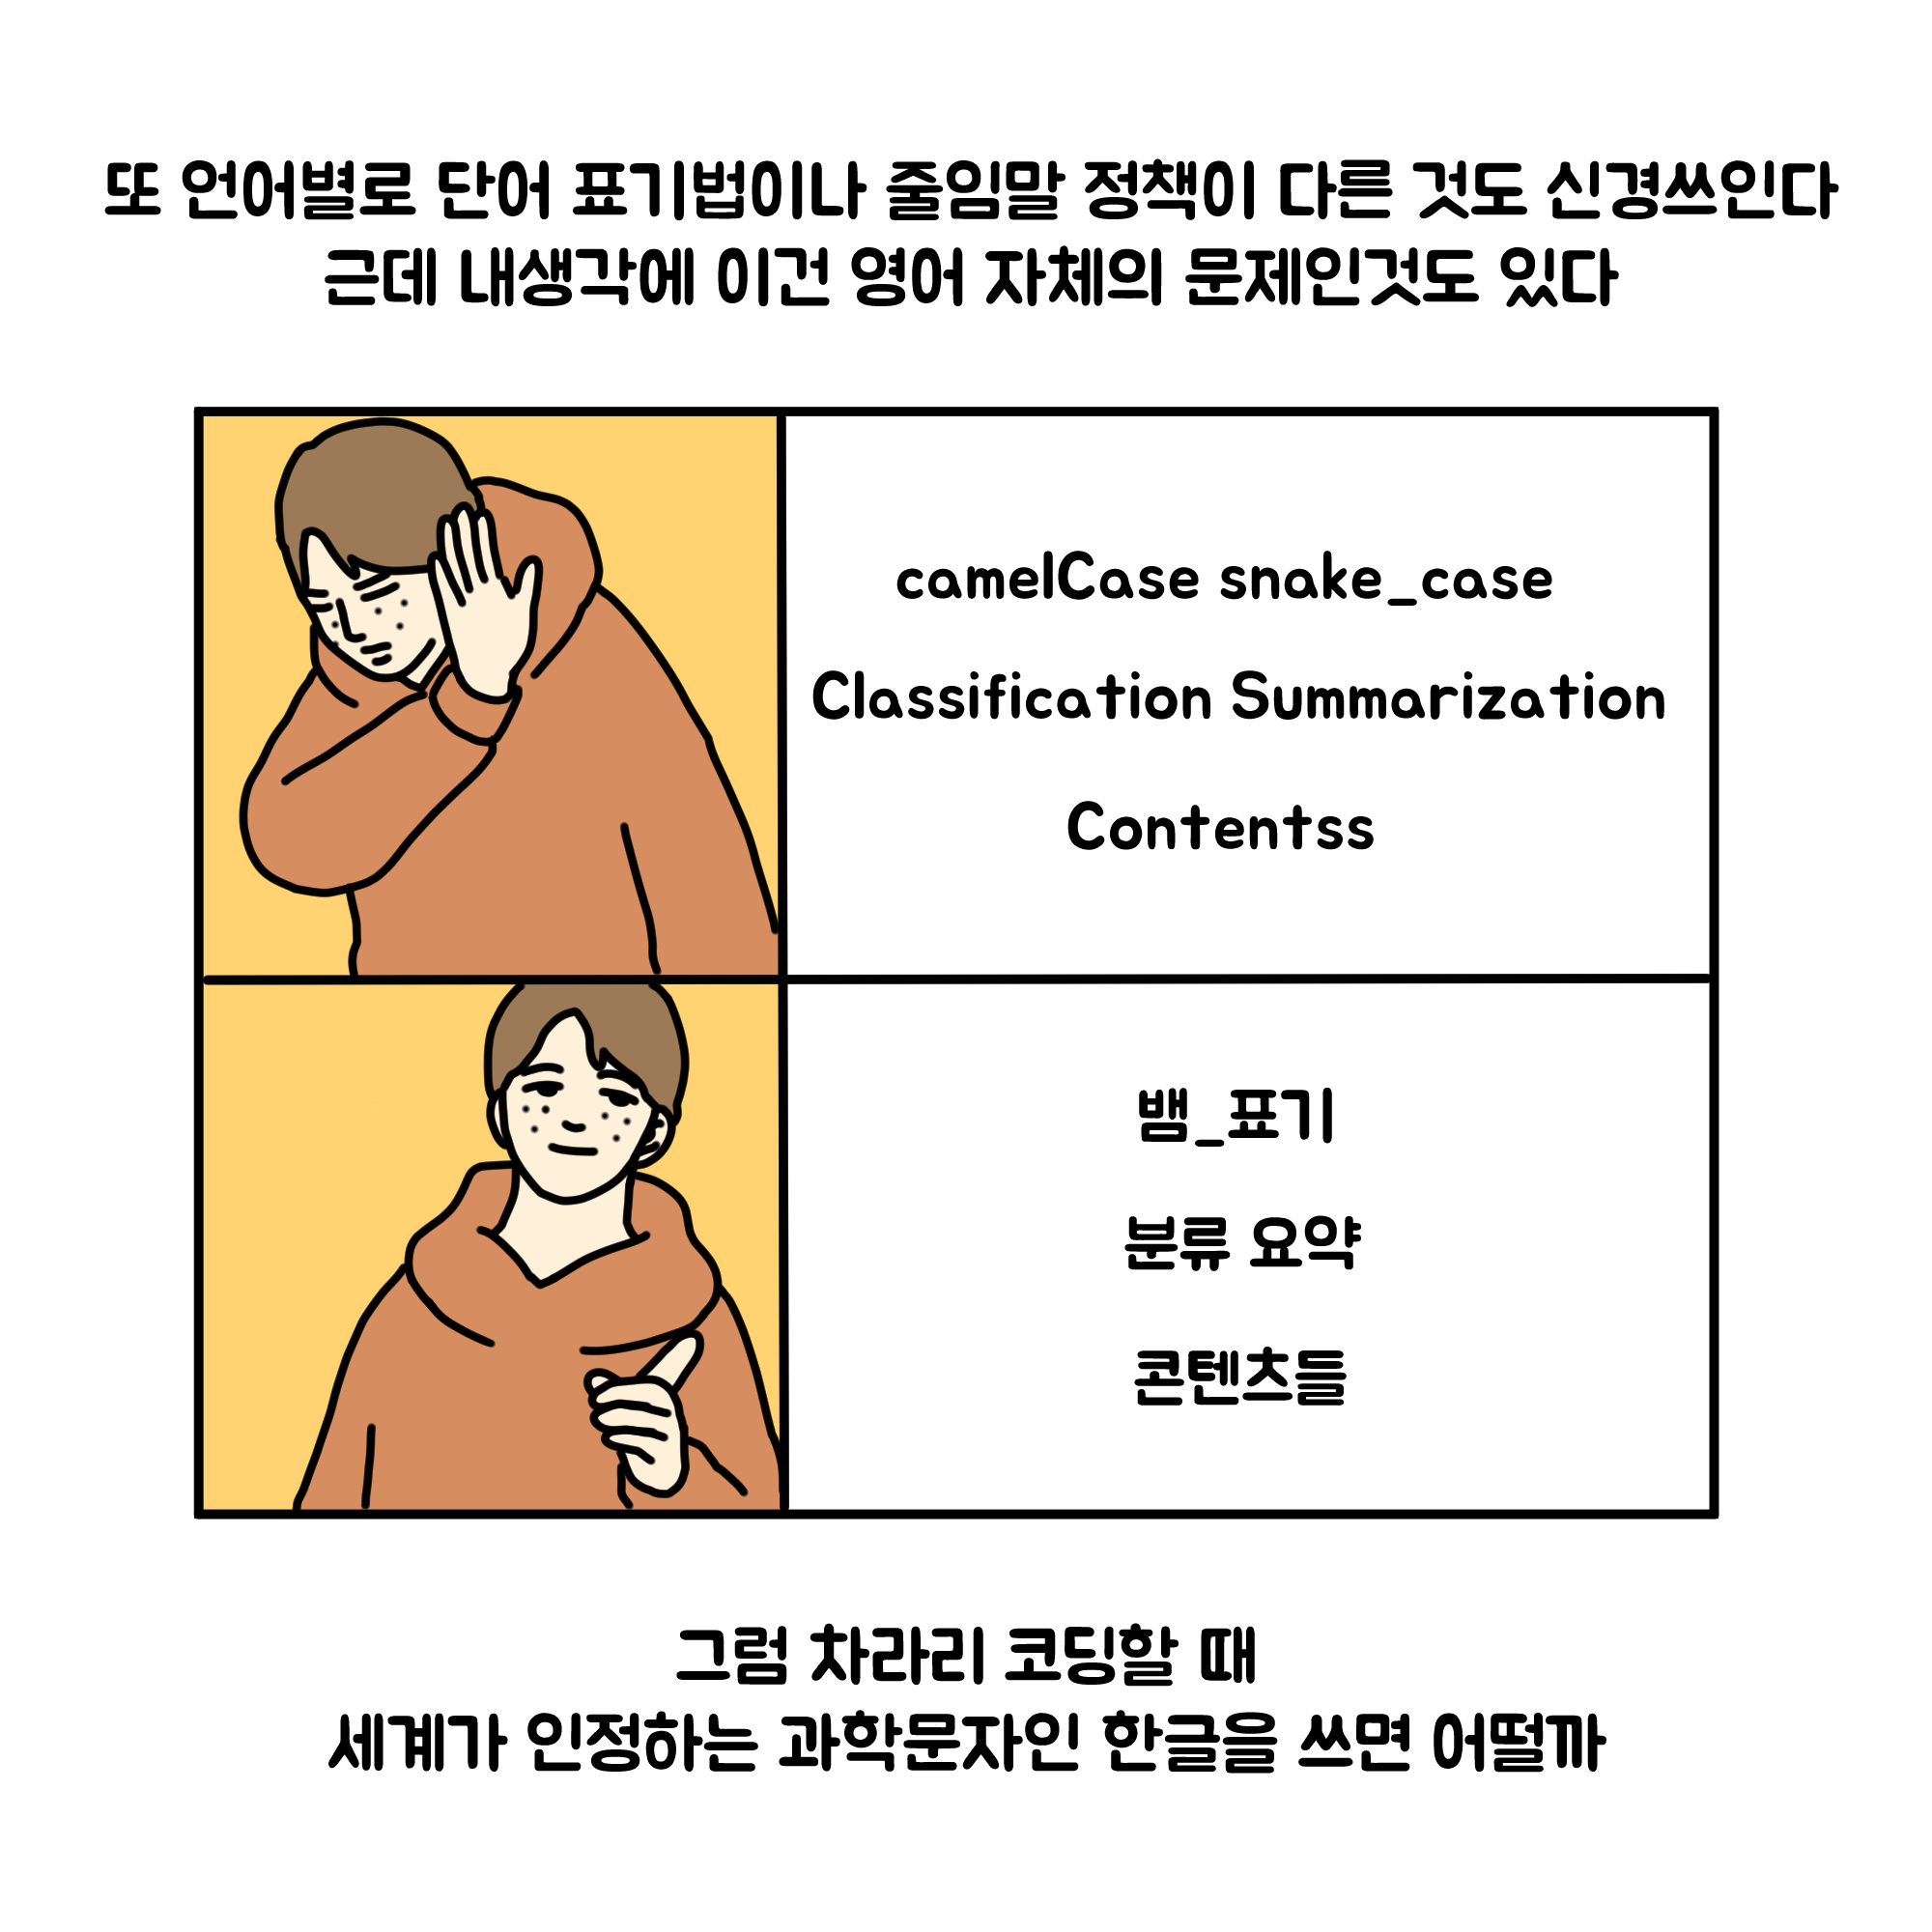 또 언어별로 단어 표기법이나 줄임말 정책이 다른 것도 신경쓰인다
근데 내생각에 이건 영어 자체의 문제인것도 있다
camelCase snake_case
Classification Summarization
Contentss
뱀_표기
분류 요약
콘텐츠들
그럼 차라리 코딩할 때
세계가 인정하는 과학문자인 한글을 쓰면 어떨까